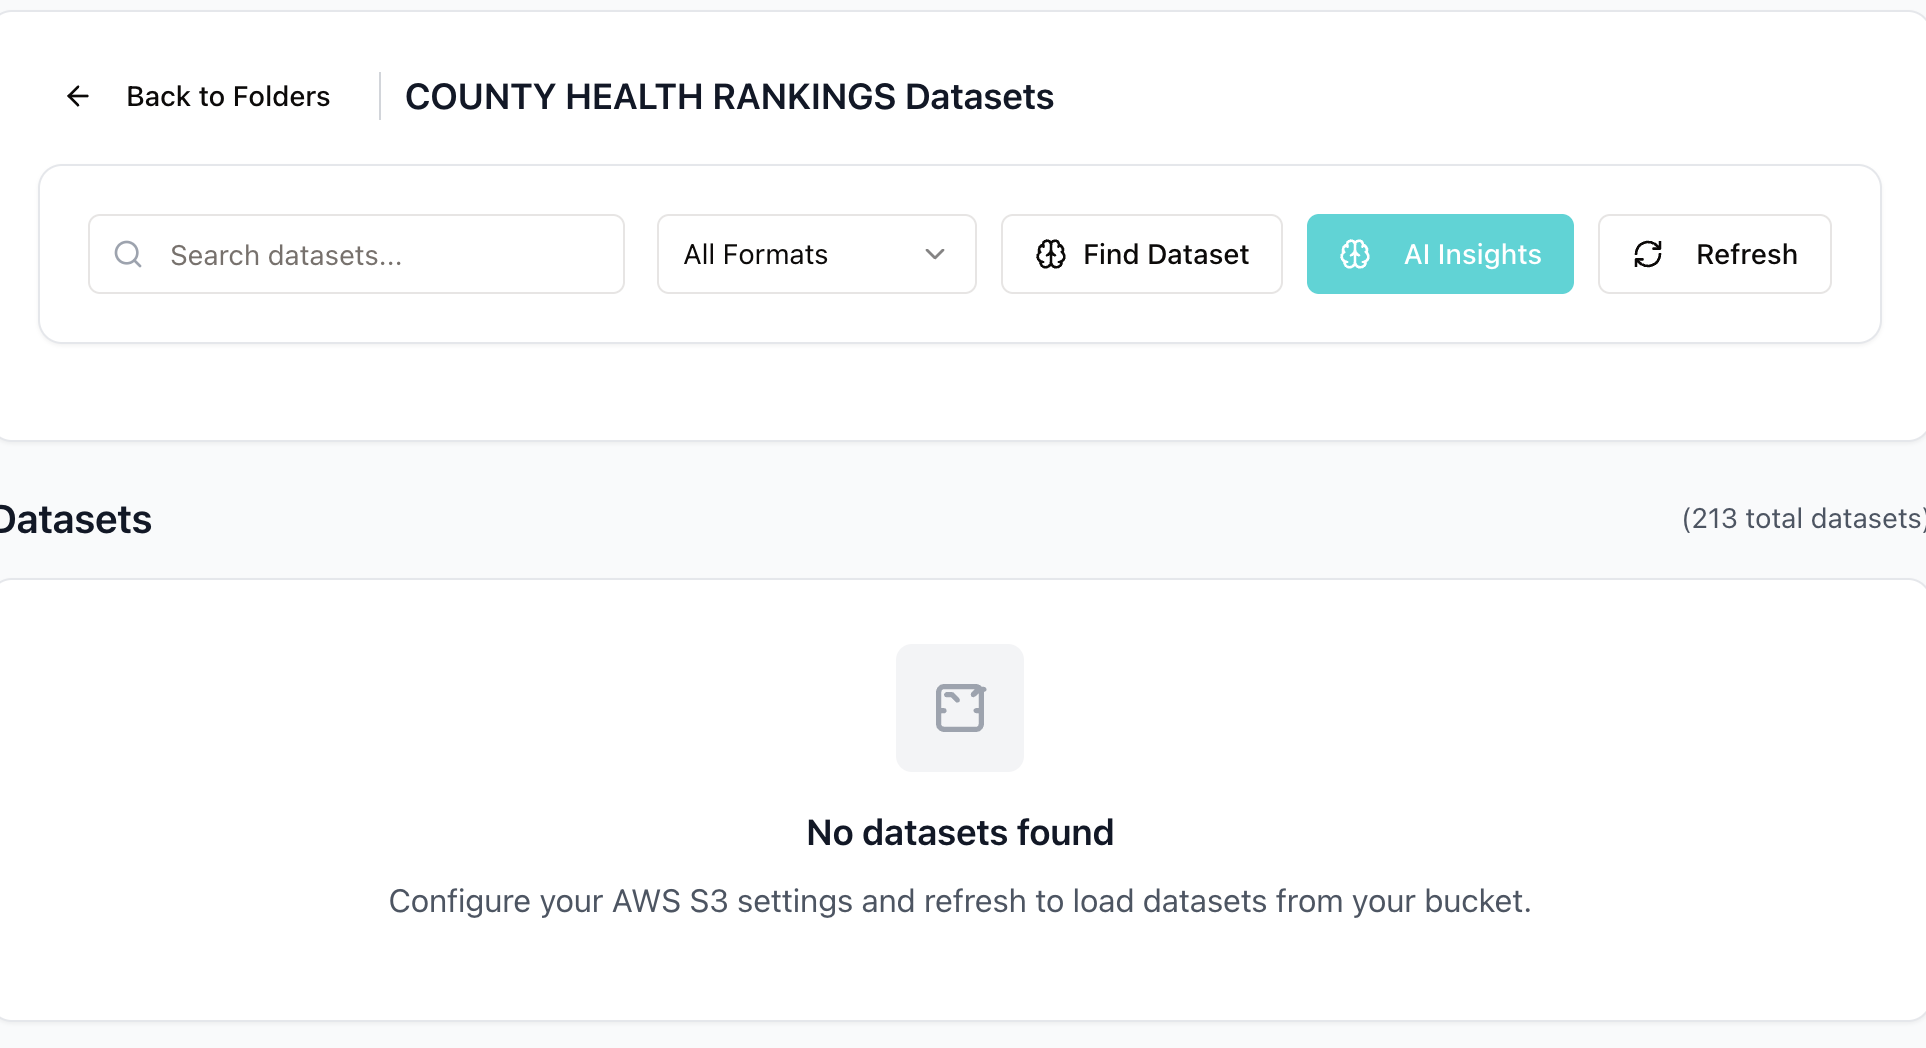 Back to Folders
COUNTY HEALTH RANKINGS Datasets
Search datasets...
All Formats
Find Dataset
AI Insights
Refresh
Datasets
(213 total datasets)
No datasets found
Configure your AWS S3 settings and refresh to load datasets from your bucket.